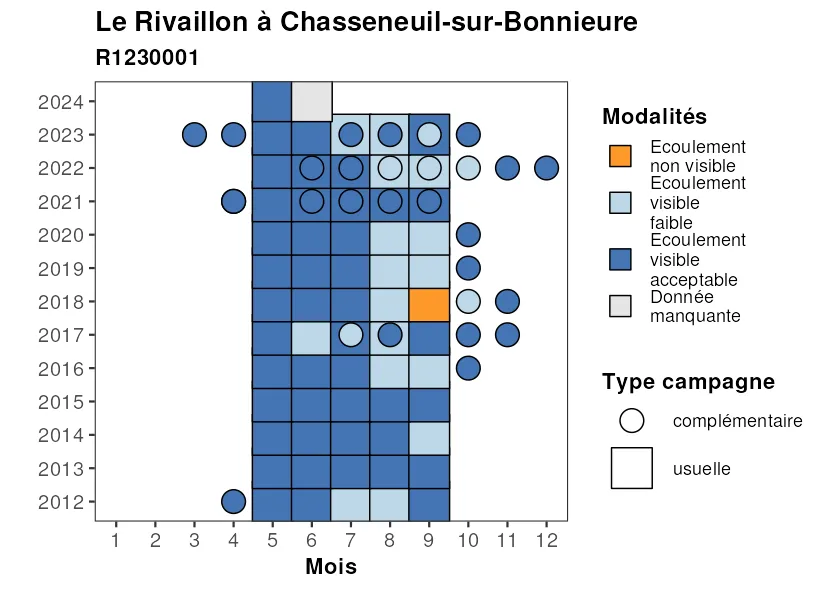 Le Rivaillon à Chasseneuil-sur-Bonnieure
R1230001
2024
2023
2022
2021
2020
2019
2018
2017
2016
2015
2014
2013
2012
1 2 3 4 5 6 7 8 9 10 11 12
Mois
Modalités
Ecoulement
non visible
Ecoulement
visible
faible
Ecoulement
visible
acceptable
Donnée
manquante
Type campagne
complémentaire
usuelle